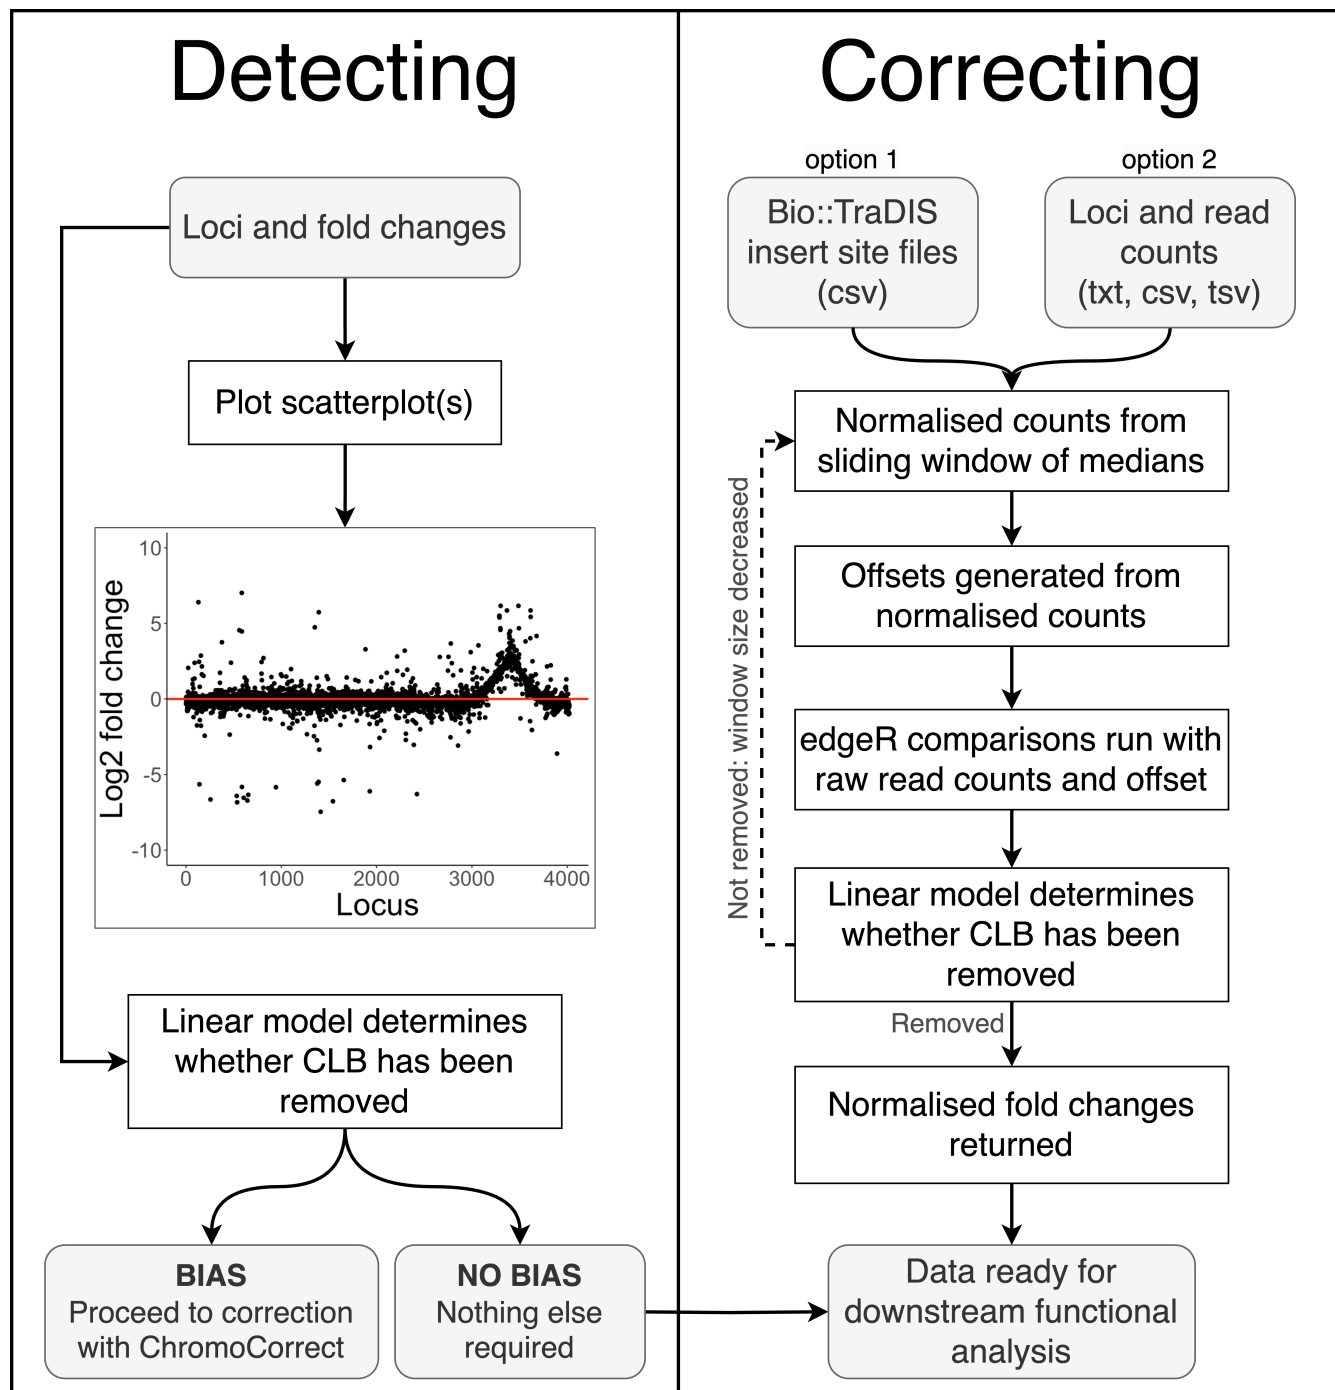 Detecting
Loci and fold changes
Plot scatterplot(s)
Log2 fold change
10
5
0
-5
-10
0 1000 2000 3000 4000
Locus
Linear model determines
whether CLB has been
removed
BIAS
Proceed to correction
with ChromoCorrect
NO BIAS
Nothing else
required
Correcting
option 1
Bio::TraDIS
insert site files
(csv)
option 2
Loci and read
counts
(txt, csv, tsv)
Normalised counts from
sliding window of medians
Offsets generated from
normalised counts
edgeR comparisons run with
raw read counts and offset
Linear model determines
whether CLB has been
removed
Not removed: window size decreased
Removed
Normalised fold changes
returned
Data ready for
downstream functional
analysis